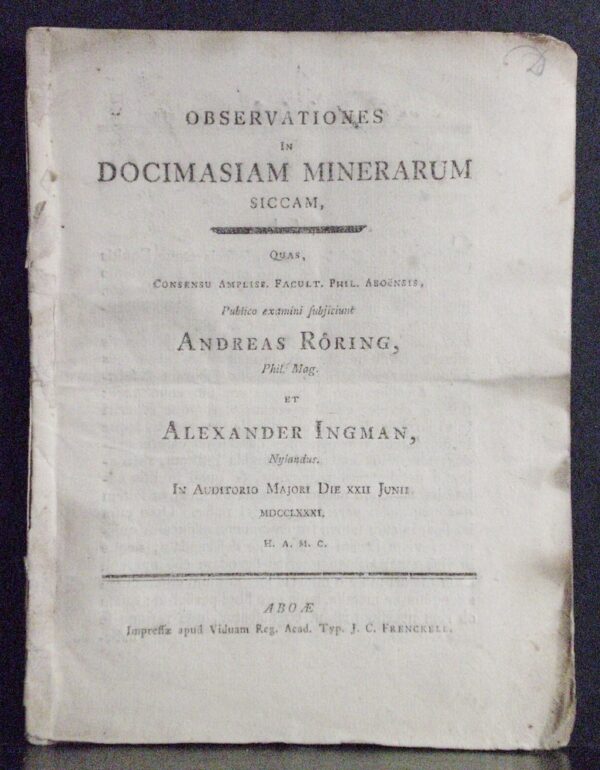 OBSERVATIONES
IN
DOCIMASIAM MINERARUM
SICCAM,
QUAS,
CONSENSU AMPLISS. FACULT. PHIL. ABOËNSIS,
Publico examini ſubjiciunt
ANDREAS RÖRING,
Phil. Mag.
ET
ALEXANDER INGMAN,
Nylandus.
IN AUDITORIO MAJORI DIE XXII JUNII
MDCCLXXXI.
H. A. M. C.
ABOÆ
Impreſſæ apud Viduam Reg. Acad. Typ. J. C. FRENCKELL.